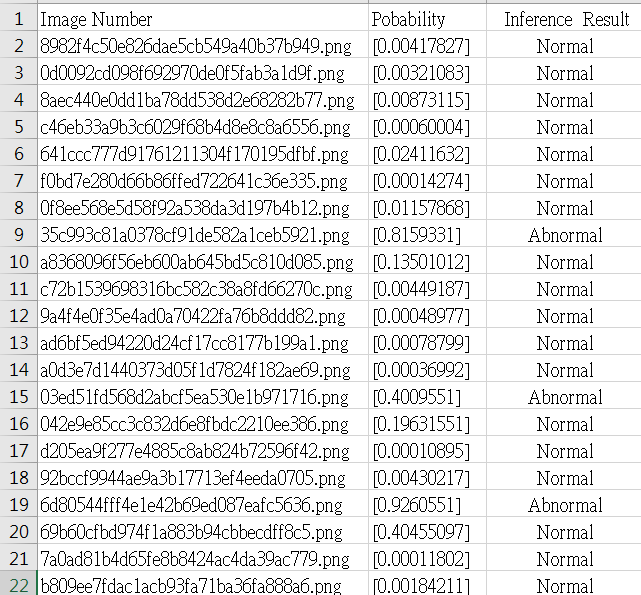 1 Image Number Pobability Inference Result
2 8982f4c50e826dae5cb549a40b37b949.png [0.00417827] Normal
3 0d0092cd098f692970de0f5fab3a1d9f.png [0.00321083] Normal
4 8aec440e0dd1ba78dd538d2e68282b77.png [0.00873115] Normal
5 c46eb33a9b3c6029f68b4d8e8c8a6556.png [0.00060004] Normal
6 641ccc777d91761211304f170195dfbf.png [0.02411632] Normal
7 f0bd7e280d66b86ffed722641c36e335.png [0.00014274] Normal
8 0f8ee568e5d58f92a538da3d197b4b12.png [0.01157868] Normal
9 35c993c81a0378cf91de582a1ceb5921.png [0.8159331] Abnormal
10 a8368096f56eb600ab645bd5c810d085.png [0.13501012] Normal
11 c72b1539698316bc582c38a8fd66270c.png [0.00449187] Normal
12 9a4f4e0f35e4ad0a70422fa76b8ddd82.png [0.00048977] Normal
13 ad6bf5ed94220d24cf17cc8177b199a1.png [0.00078799] Normal
14 a0d3e7d1440373d05f1d7824f182ae69.png [0.00036992] Normal
15 03ed51fd568d2abcf5ea530e1b971716.png [0.4009551] Abnormal
16 042e9e85cc3c832d6e8fbdc2210ee386.png [0.19631551] Normal
17 d205ea9f277e4885c8ab824b72596f42.png [0.00010895] Normal
18 92bccf9944ae9a3b17713ef4eeda0705.png [0.00430217] Normal
19 6d80544fff4e1e42b69ed087eafc5636.png [0.9260551] Abnormal
20 69b60cfbd974f1a883b94cbbecdff8c5.png [0.40455097] Normal
21 7a0ad81b4d65fe8b8424ac4da39ac779.png [0.00011802] Normal
22 b809ee7fdac1acb93fa71ba36fa888a6.png [0.00184211] Normal